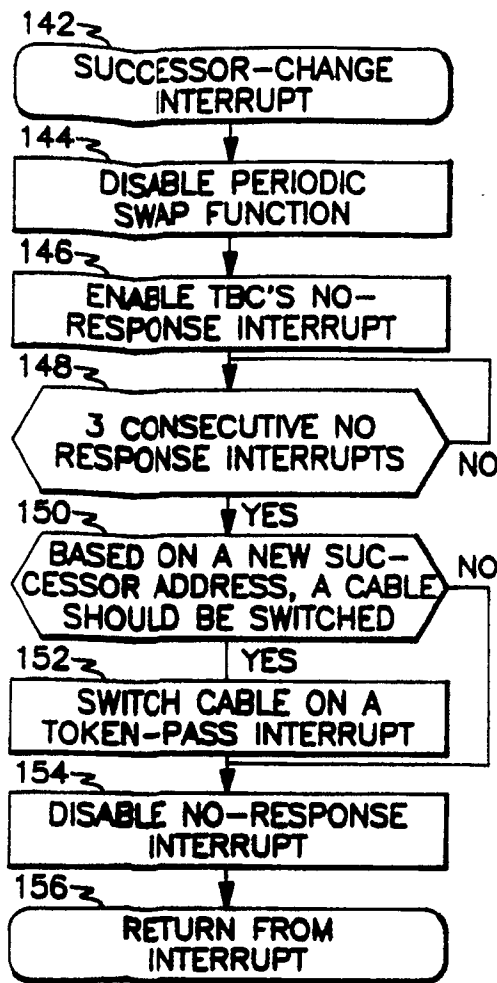 142
SUCCESSOR-CHANGE
INTERRUPT
144
DISABLE PERIODIC
SWAP FUNCTION
146
ENABLE TBC'S NO-
RESPONSE INTERRUPT
148
3 CONSECUTIVE NO
RESPONSE INTERRUPTS
NO
YES
150
BASED ON A NEW SUC-
CESSOR ADDRESS, A CABLE
SHOULD BE SWITCHED
NO
YES
152
SWITCH CABLE ON A
TOKEN-PASS INTERRUPT
154
DISABLE NO-RESPONSE
INTERRUPT
156
RETURN FROM
INTERRUPT